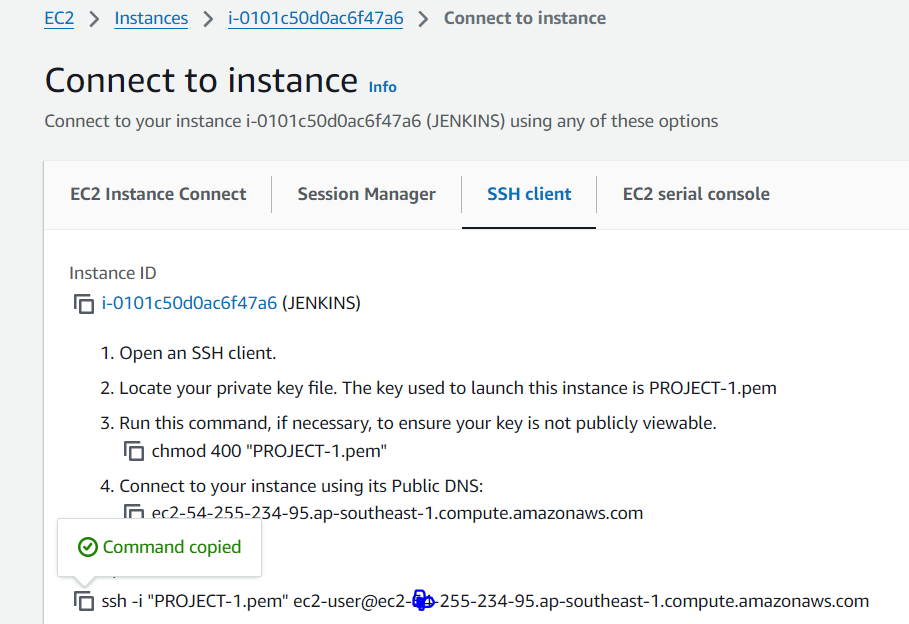 EC2 > Instances > i-0101c50d0ac6f47a6 > Connect to instance
Connect to instance Info
Connect to your instance i-0101c50d0ac6f47a6 (JENKINS) using any of these options
EC2 Instance Connect Session Manager SSH client EC2 serial console
Instance ID
i-0101c50d0ac6f47a6 (JENKINS)
1. Open an SSH client.
2. Locate your private key file. The key used to launch this instance is PROJECT-1.pem
3. Run this command, if necessary, to ensure your key is not publicly viewable.
chmod 400 "PROJECT-1.pem"
4. Connect to your instance using its Public DNS:
ec2-54-255-234-95.ap-southeast-1.compute.amazonaws.com
Command copied
ssh -i "PROJECT-1.pem" ec2-user@ec2-255-234-95.ap-southeast-1.compute.amazonaws.com